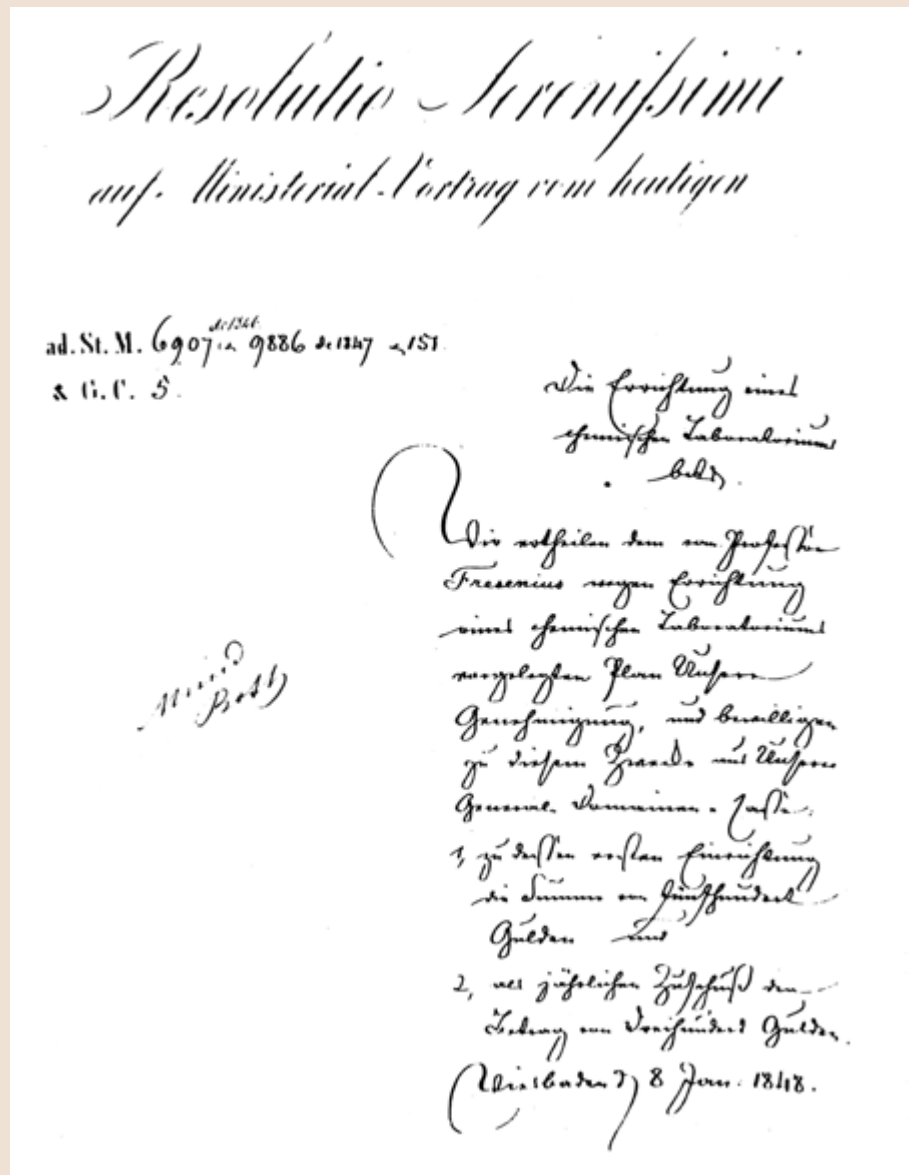 Resolutio Serenissimi
auf Ministerial-Vortrag vom heutigen
ad. St. M. 6907 de 1846. 9886 de 1847 151
& G. C. 5.
Die Errichtung eines
chemischen Laboratoriums
betr.
Wir ertheilen dem vom Professor
Fresenius wegen Errichtung
eines chemischen Laboratoriums
vorgelegten Plan Unsere
Genehmigung, und bewilligen
zu diesem Zwecke aus Unserer
General-Domainen-Casse:
1, zu dessen ersten Einrichtung
die Summe von fünfhundert
Gulden und
2, als jährlichen Zuschuß den
Betrag von dreihundert Gulden.
Wiesbaden d 8 Jan. 1848.